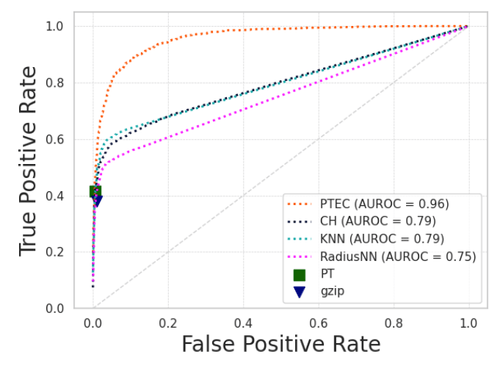 1.0
0.8
0.6
0.4
0.2
0.0
True Positive Rate
PTEC (AUROC = 0.96)
CH (AUROC = 0.79)
KNN (AUROC = 0.79)
RadiusNN (AUROC = 0.75)
PT
gzip
0.0 0.2 0.4 0.6 0.8 1.0
False Positive Rate